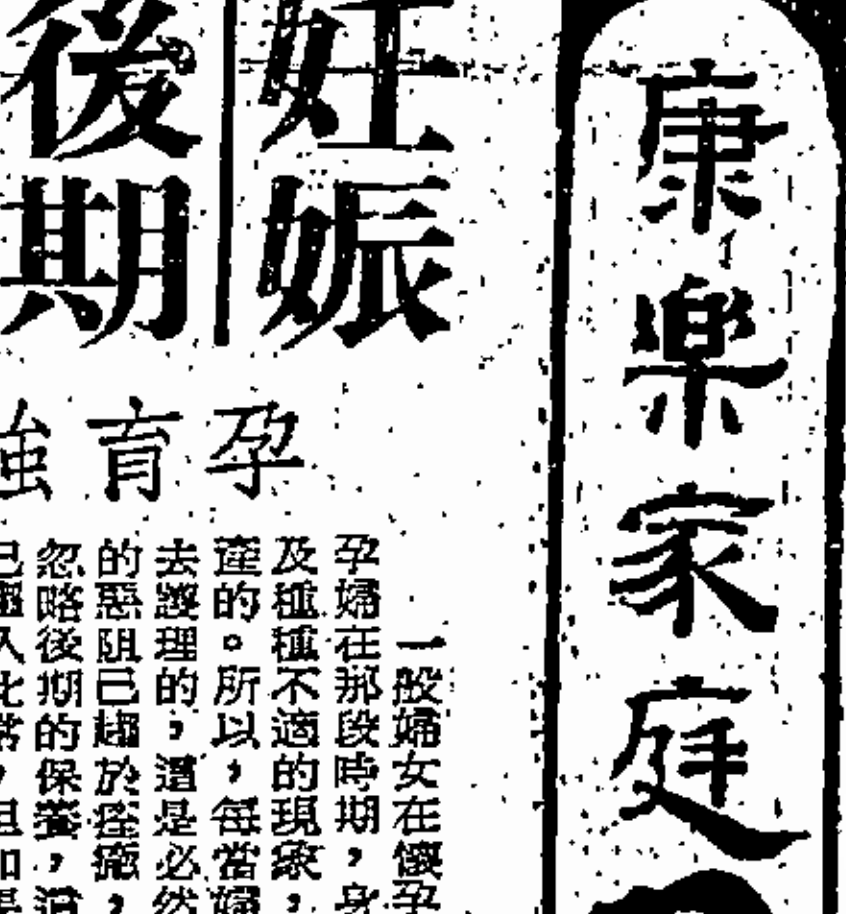 康樂家庭
妊娠
後期
孕育
一般婦女在懷孕
孕婦在那段時期，身
及種種不適的現象，
產的。所以，每當婦
去護理的，這是必然
的惡阻已趨於痊癒，
忽略後期的保養，